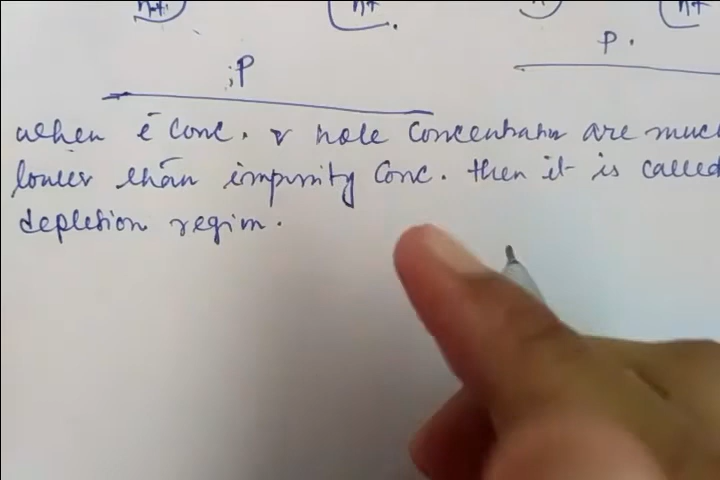 n+ n+
;P P.
when ē Conc. & hole Concentration are much
lower than impurity Conc. then it is called
depletion region.